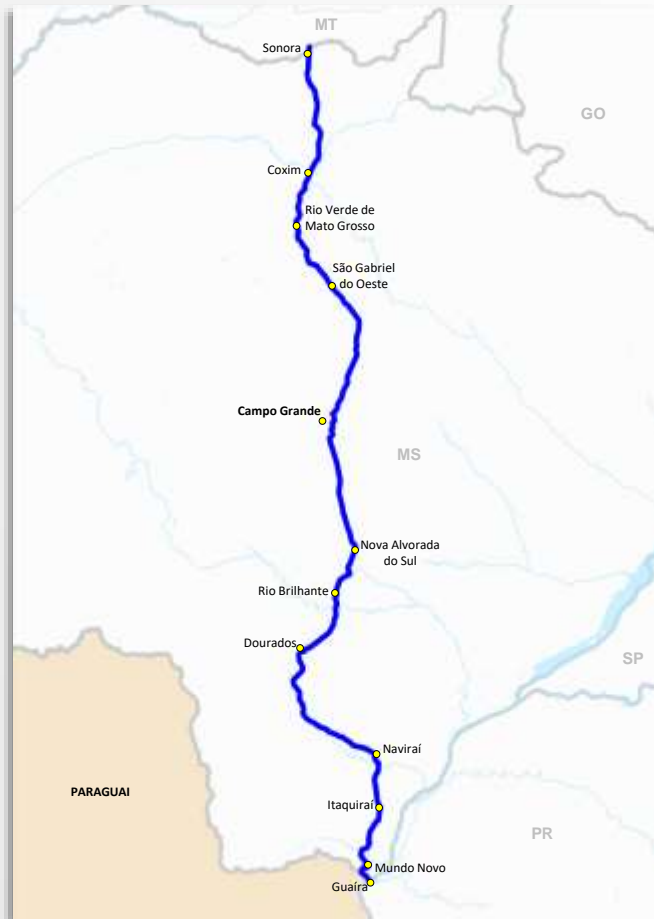 MT
Sonora
GO
Coxim
Rio Verde de
Mato Grosso
São Gabriel
do Oeste
Campo Grande
MS
Nova Alvorada
do Sul
Rio Brilhante
Dourados
SP
Naviraí
PARAGUAI
Itaquiraí
PR
Mundo Novo
Guaíra